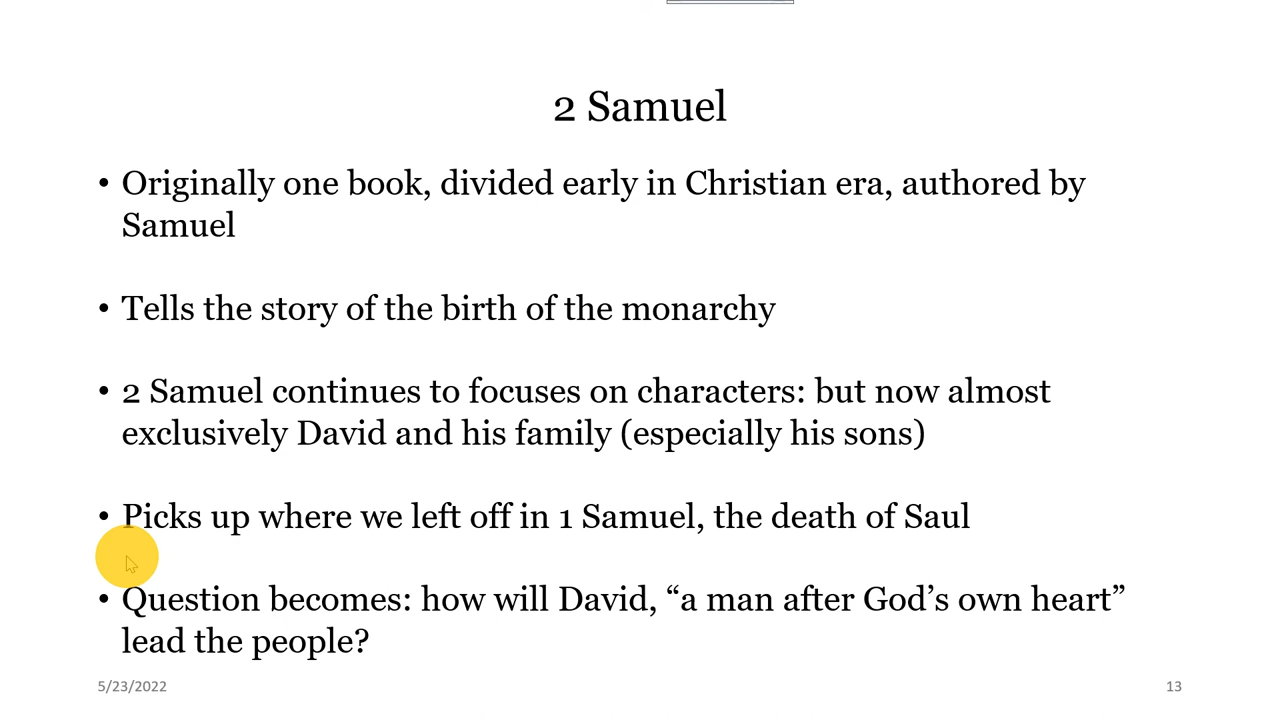 2 Samuel
• Originally one book, divided early in Christian era, authored by
Samuel
• Tells the story of the birth of the monarchy
• 2 Samuel continues to focuses on characters: but now almost
exclusively David and his family (especially his sons)
• Picks up where we left off in 1 Samuel, the death of Saul
• Question becomes: how will David, “a man after God’s own heart”
lead the people?
5/23/2022
13